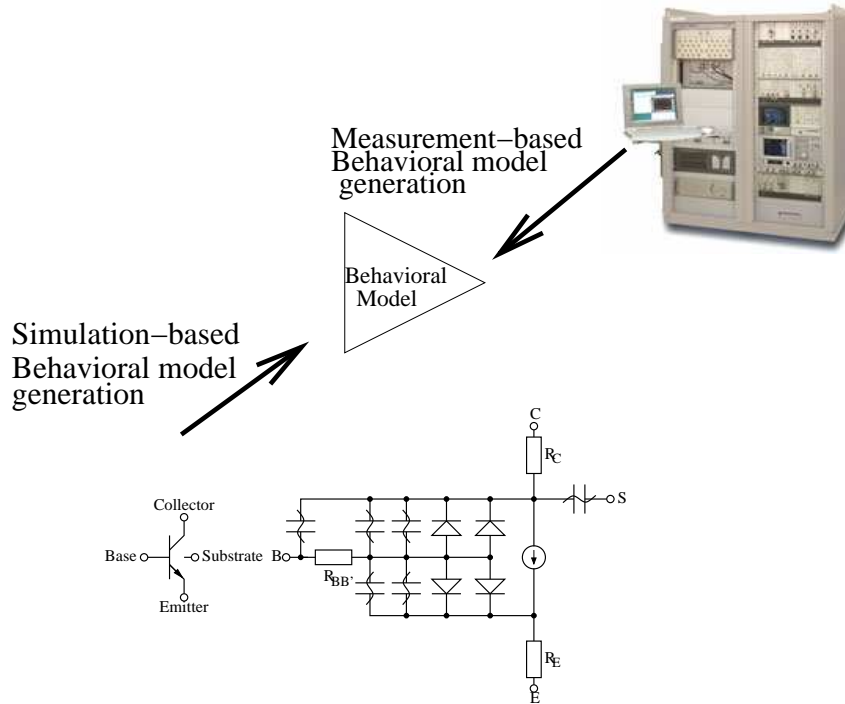 Measurement−based
Behavioral model
generation
Behavioral
Model
Simulation−based
Behavioral model
generation
C
R_C
S
Collector
Base
Substrate
B
R_BB'
Emitter
R_E
E